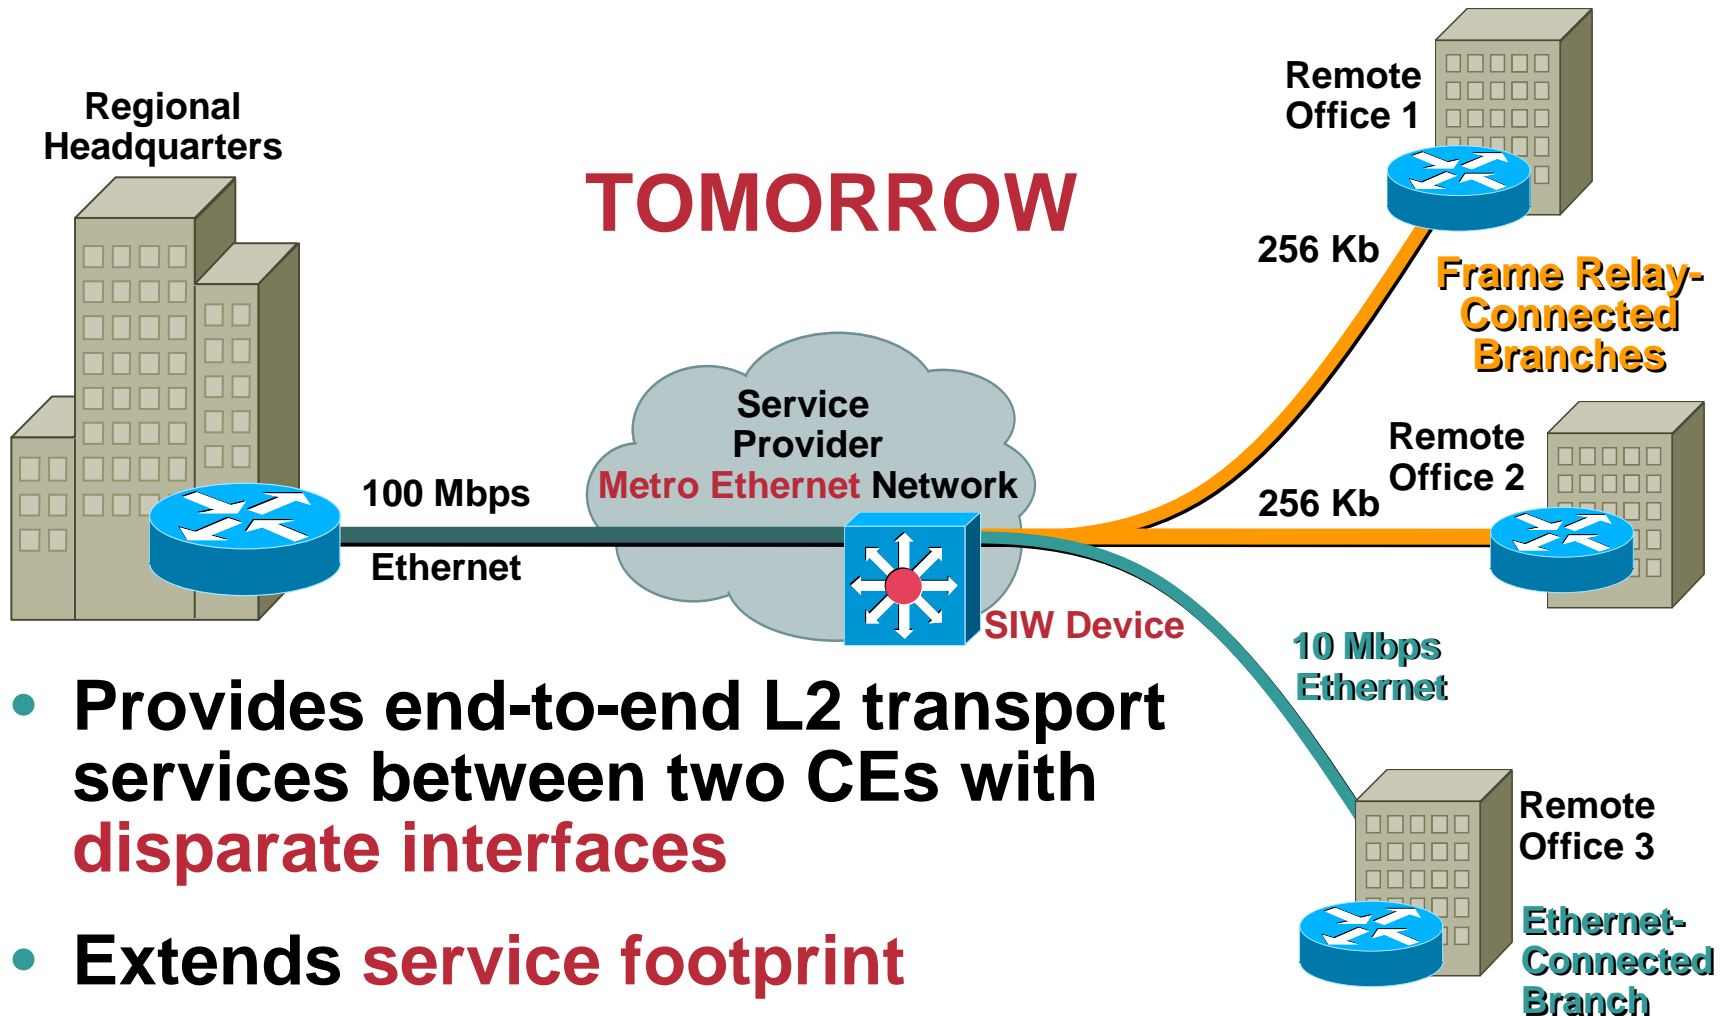 Regional
Headquarters
TOMORROW
Remote
Office 1
256 Kb
Frame Relay-
Connected
Branches
Service
Provider
Metro Ethernet Network
100 Mbps
Ethernet
Remote
Office 2
256 Kb
SIW Device
10 Mbps
Ethernet
• Provides end-to-end L2 transport
services between two CEs with
disparate interfaces
• Extends service footprint
Remote
Office 3
Ethernet-
Connected
Branch